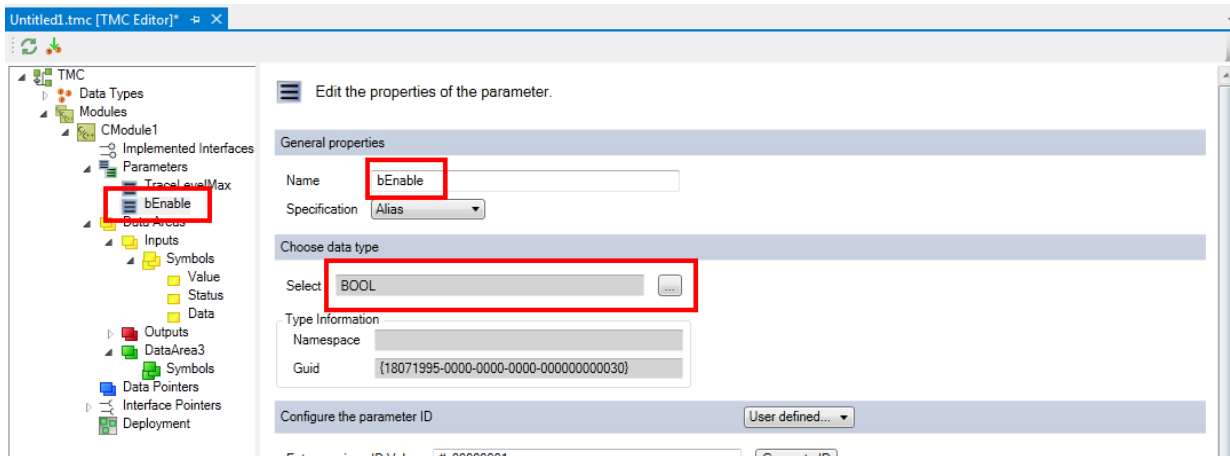 Untitled1.tmc [TMC Editor]*
TMC
Data Types
Modules
CModule1
Implemented Interfaces
Parameters
TraceLevelMax
bEnable
Data Areas
Inputs
Symbols
Value
Status
Data
Outputs
DataArea3
Symbols
Data Pointers
Interface Pointers
Deployment
Edit the properties of the parameter.
General properties
Name bEnable
Specification Alias
Choose data type
Select BOOL ...
Type Information
Namespace
Guid {18071995-0000-0000-0000-000000000030}
Configure the parameter ID User defined...